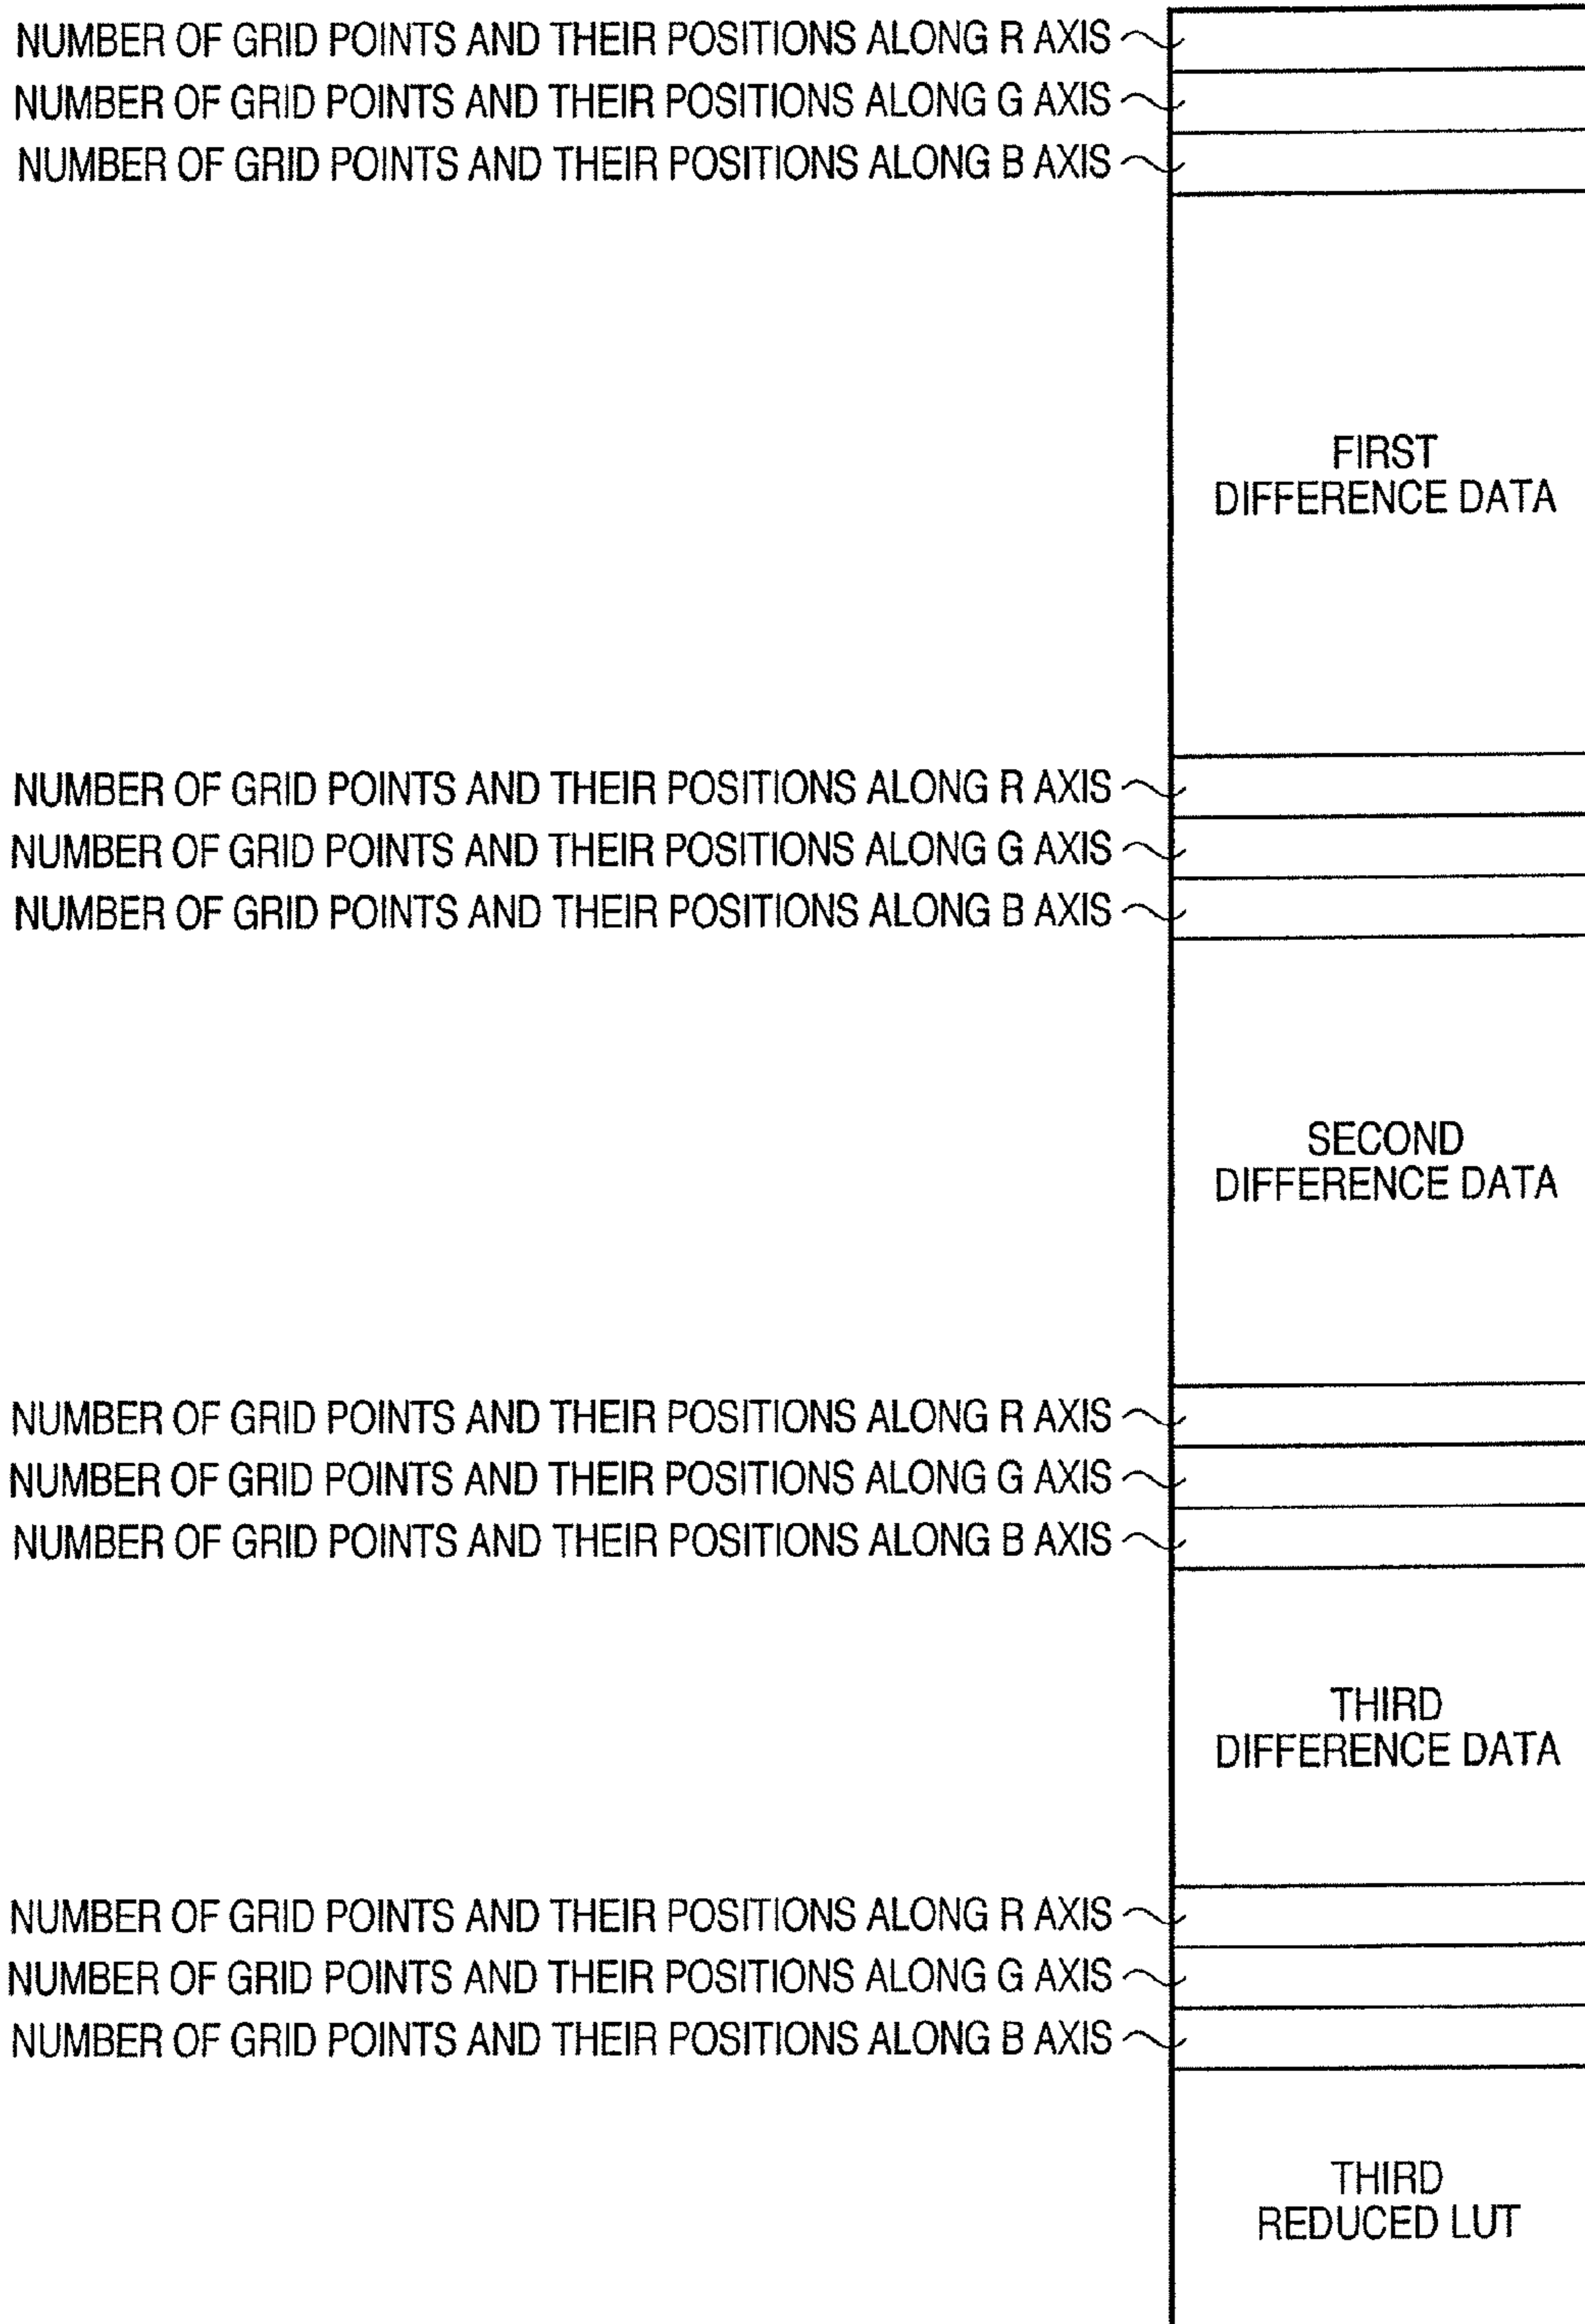 NUMBER OF GRID POINTS AND THEIR POSITIONS ALONG R AXIS
NUMBER OF GRID POINTS AND THEIR POSITIONS ALONG G AXIS
NUMBER OF GRID POINTS AND THEIR POSITIONS ALONG B AXIS
FIRST
DIFFERENCE DATA
NUMBER OF GRID POINTS AND THEIR POSITIONS ALONG R AXIS
NUMBER OF GRID POINTS AND THEIR POSITIONS ALONG G AXIS
NUMBER OF GRID POINTS AND THEIR POSITIONS ALONG B AXIS
SECOND
DIFFERENCE DATA
NUMBER OF GRID POINTS AND THEIR POSITIONS ALONG R AXIS
NUMBER OF GRID POINTS AND THEIR POSITIONS ALONG G AXIS
NUMBER OF GRID POINTS AND THEIR POSITIONS ALONG B AXIS
THIRD
DIFFERENCE DATA
NUMBER OF GRID POINTS AND THEIR POSITIONS ALONG R AXIS
NUMBER OF GRID POINTS AND THEIR POSITIONS ALONG G AXIS
NUMBER OF GRID POINTS AND THEIR POSITIONS ALONG B AXIS
THIRD
REDUCED LUT